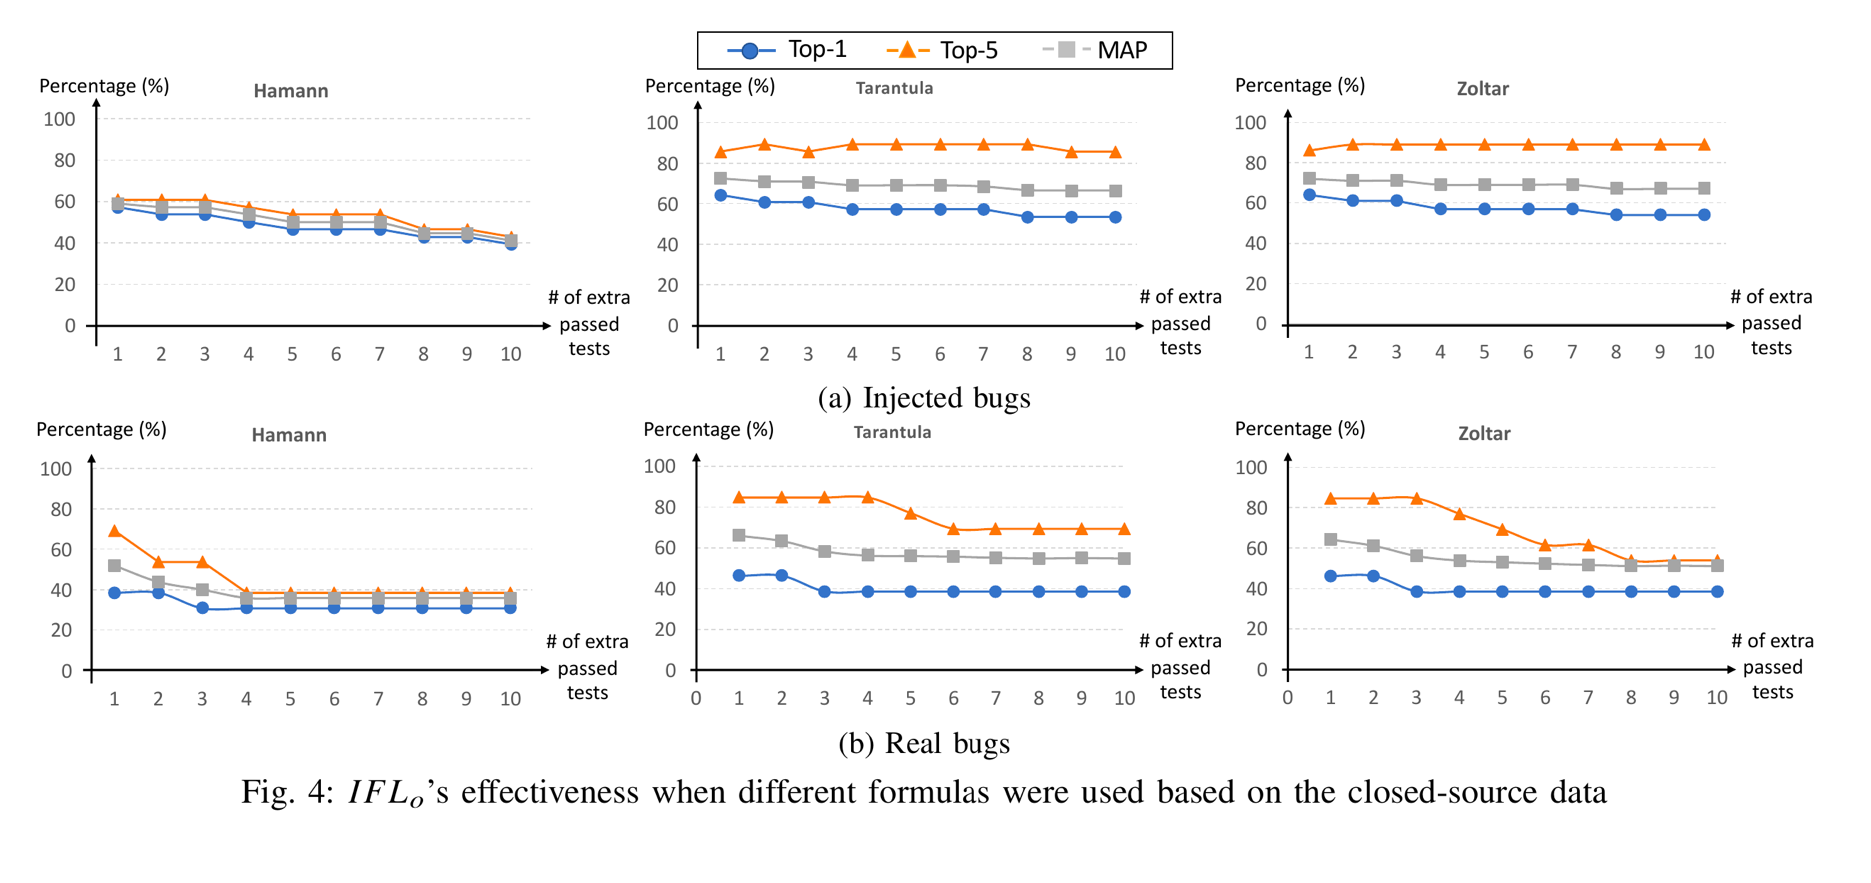 Top-1 Top-5 MAP
Percentage (%) Hamann
100
80
60
40
20
0
1 2 3 4 5 6 7 8 9 10
# of extra
passed
tests
Percentage (%) Tarantula
100
80
60
40
20
0
1 2 3 4 5 6 7 8 9 10
# of extra
passed
tests
Percentage (%) Zoltar
100
80
60
40
20
0
1 2 3 4 5 6 7 8 9 10
# of extra
passed
tests
(a) Injected bugs
Percentage (%) Hamann
100
80
60
40
20
0
1 2 3 4 5 6 7 8 9 10
# of extra
passed
tests
Percentage (%) Tarantula
100
80
60
40
20
0
0 1 2 3 4 5 6 7 8 9 10
# of extra
passed
tests
Percentage (%) Zoltar
100
80
60
40
20
0
0 1 2 3 4 5 6 7 8 9 10
# of extra
passed
tests
(b) Real bugs
Fig. 4: IFLo's effectiveness when different formulas were used based on the closed-source data